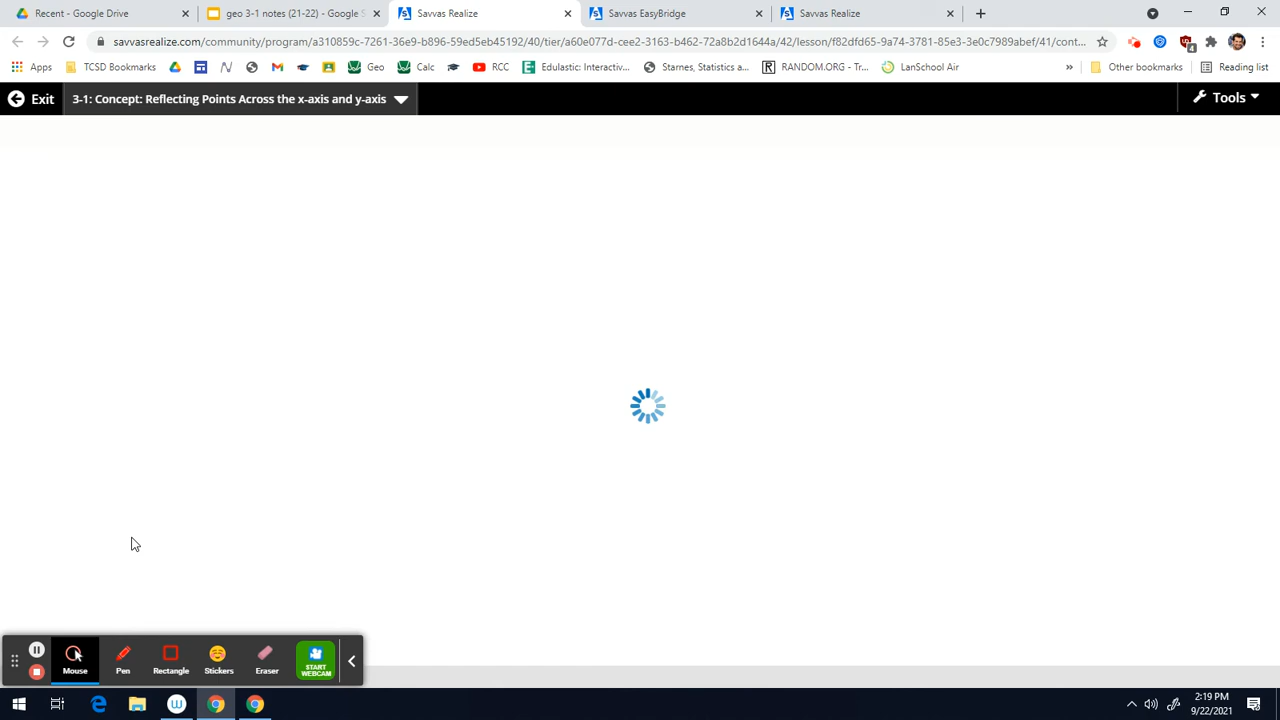 Recent - Google Drive
geo 3-1 notes (21-22) - Google S
Savvas Realize
Savvas EasyBridge
Savvas Realize
savvasrealize.com/community/program/a310859c-7261-36e9-b896-59ed5eb45192/40/tier/a60e077d-cee2-3163-b462-72a8b2d1644a/42/lesson/f82dfd65-9a74-3781-85e3-3e0c7989abef/41/cont...
Apps
TCSD Bookmarks
Geo
Calc
RCC
Edulastic: Interactiv...
Starnes, Statistics a...
RANDOM.ORG - Tr...
LanSchool Air
»
Other bookmarks
Reading list
Exit
3-1: Concept: Reflecting Points Across the x-axis and y-axis
Tools
Mouse
Pen
Rectangle
Stickers
Eraser
START
WEBCAM
2:19 PM
9/22/2021